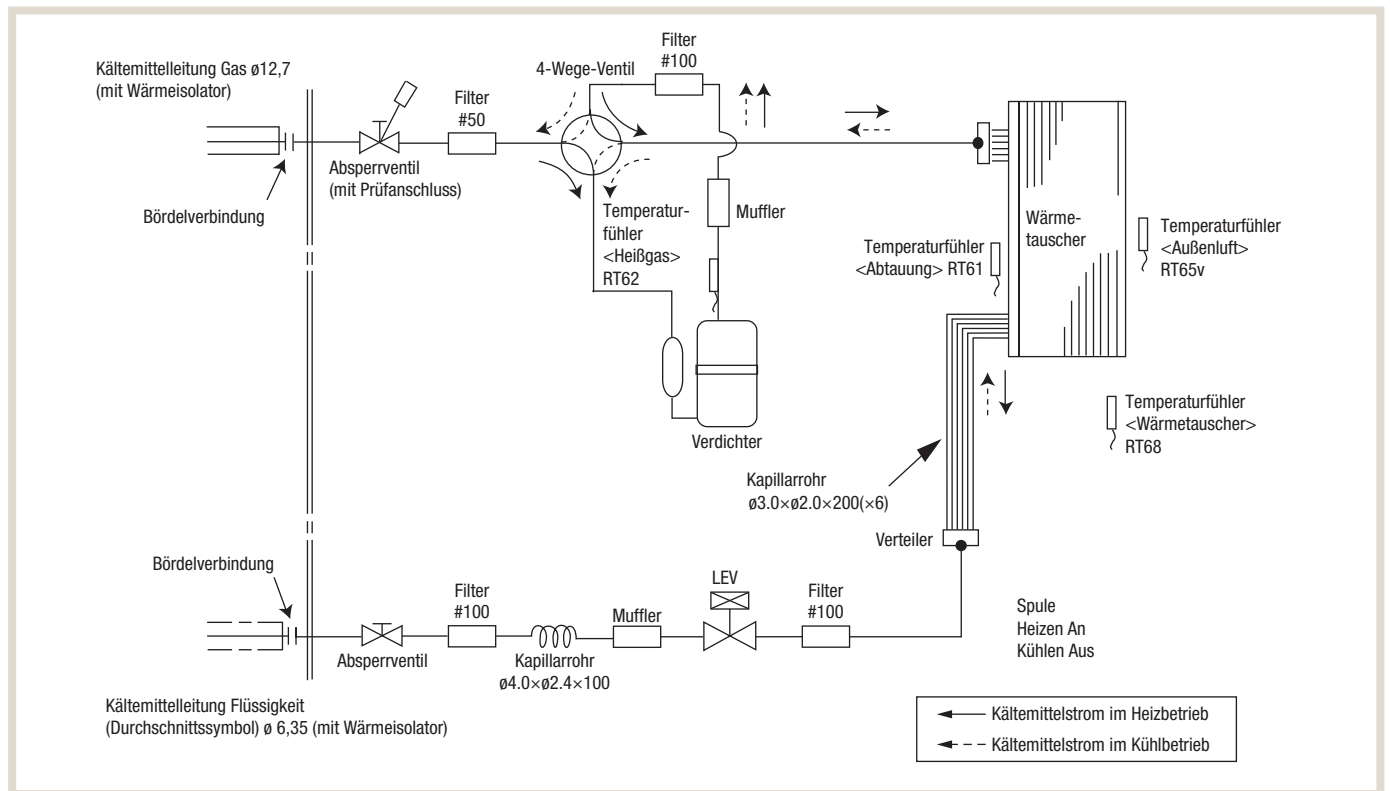 Kältemittelleitung Gas ø12,7
(mit Wärmeisolator)
Bördelverbindung
Absperrventil
(mit Prüfanschluss)
Filter
#50
4-Wege-Ventil
Filter
#100
Temperatur-
fühler
<Heißgas>
RT62
Muffler
Verdichter
Wärme-
tauscher
Temperaturfühler
<Abtauung> RT61
Temperaturfühler
<Außenluft>
RT65v
Temperaturfühler
<Wärmetauscher>
RT68
Kapillarrohr
ø3.0×ø2.0×200(×6)
Verteiler
Bördelverbindung
Absperrventil
Filter
#100
Kapillarrohr
ø4.0×ø2.4×100
Muffler
LEV
Filter
#100
Spule
Heizen An
Kühlen Aus
Kältemittelleitung Flüssigkeit
(Durchschnittssymbol) ø 6,35 (mit Wärmeisolator)
Kältemittelstrom im Heizbetrieb
Kältemittelstrom im Kühlbetrieb